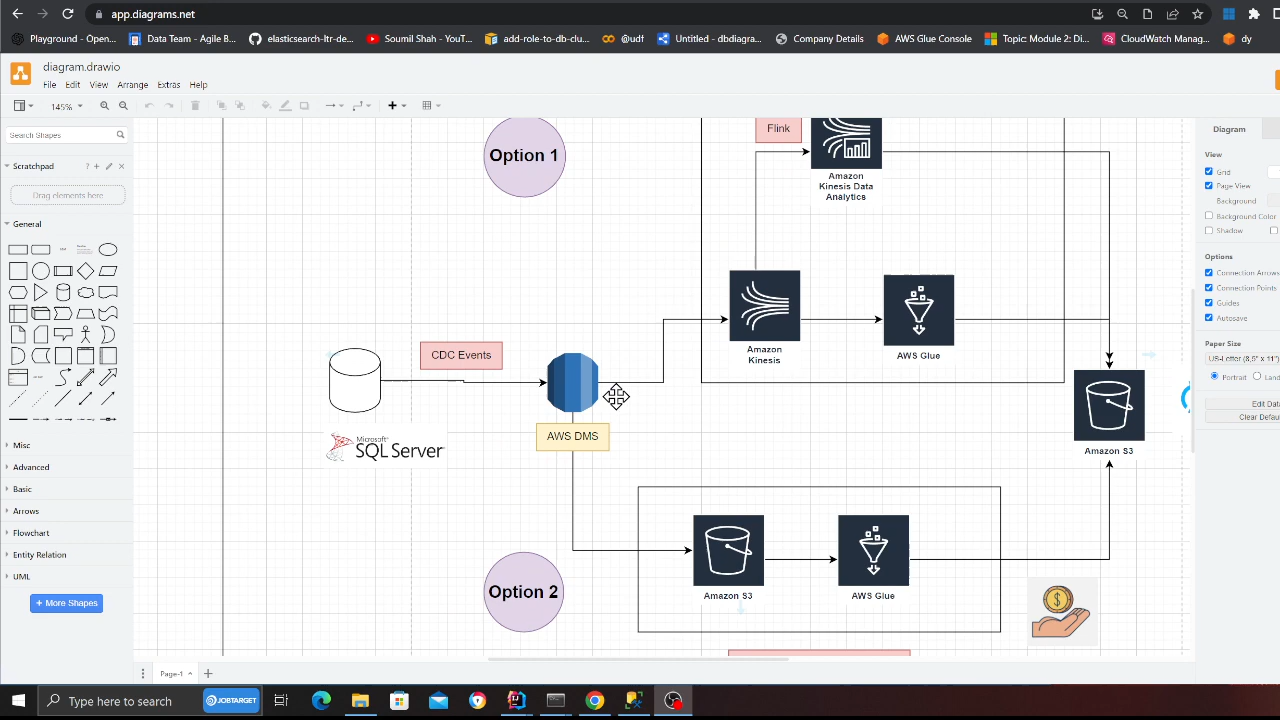 app.diagrams.net
Playground - Open...
Data Team - Agile B...
elasticsearch-ltr-de...
Soumil Shah - YouT...
add-role-to-db-clu...
@udf
Untitled - dbdiagra...
Company Details
AWS Glue Console
Topic: Module 2: Di...
CloudWatch Manag...
dy
diagram.drawio
File Edit View Arrange Extras Help
145%
Search Shapes
Scratchpad
Drag elements here
General
Misc
Advanced
Basic
Arrows
Flowchart
Entity Relation
UML
+ More Shapes
Option 1
Flink
Amazon
Kinesis Data
Analytics
Amazon
Kinesis
AWS Glue
CDC Events
Microsoft
SQL Server
AWS DMS
Amazon S3
Option 2
Amazon S3
AWS Glue
$
Diagram
View
Grid
Page View
Background
Background Color
Shadow
Options
Connection Arrows
Connection Points
Guides
Autosave
Paper Size
US-Letter (8,5" x 11")
Portrait
Land
Edit Data
Clear Defau
Page-1
Type here to search
JOBTARGET